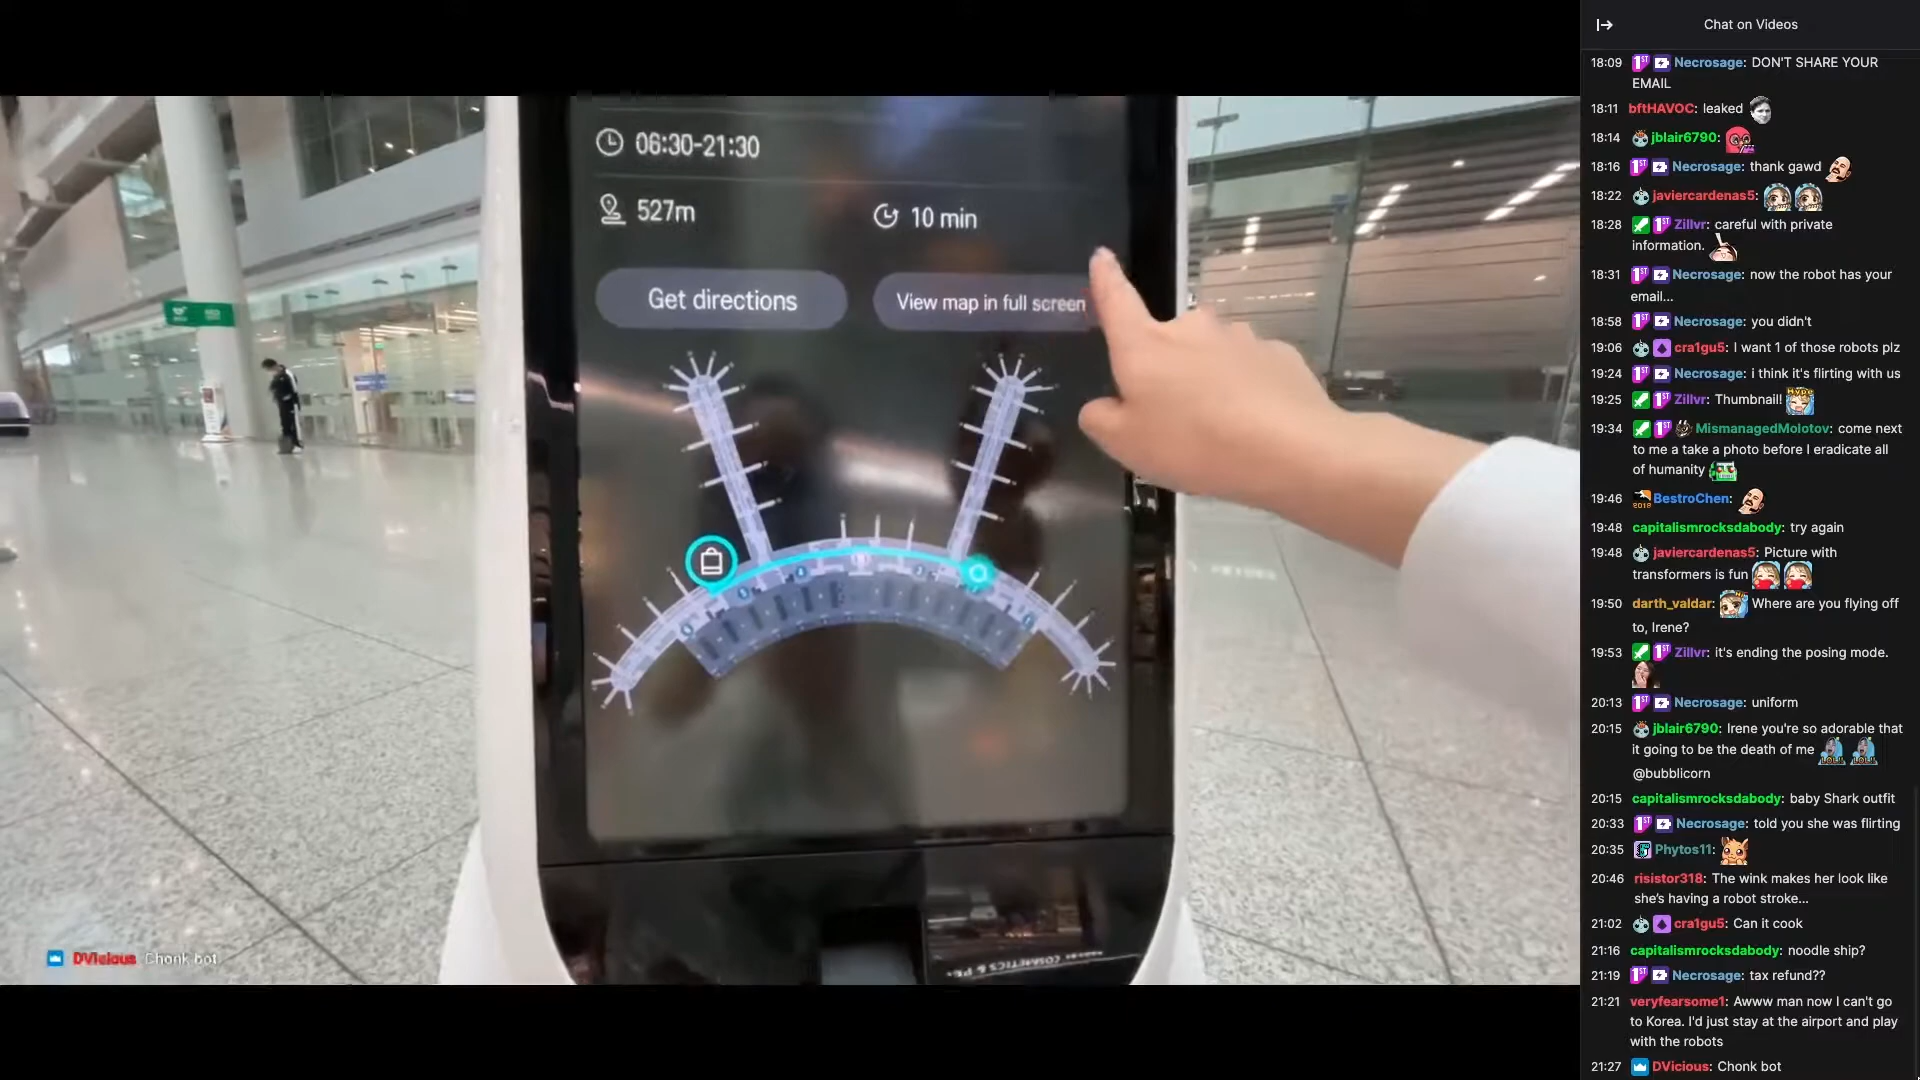 06:30-21:30
527m
10 min
Get directions
View map in full screen
DVicious Chonk bot
Chat on Videos
18:09 Necrosage: DON'T SHARE YOUR
EMAIL
18:11 bftHAVOC: leaked
18:14 jblair6790:
18:16 Necrosage: thank gawd
18:22 javiercardenas5:
18:28 Zillvr: careful with private
information.
18:31 Necrosage: now the robot has your
email...
18:58 Necrosage: you didn't
19:06 cra1gu5: I want 1 of those robots plz
19:24 Necrosage: i think it's flirting with us
19:25 Zillvr: Thumbnail!
19:34 MismanagedMolotov: come next
to me a take a photo before I eradicate all
of humanity
19:46 BestroChen:
19:48 capitalismrocksdabody: try again
19:48 javiercardenas5: Picture with
transformers is fun
19:50 darth_valdar: Where are you flying off
to, Irene?
19:53 Zillvr: it's ending the posing mode.
20:13 Necrosage: uniform
20:15 jblair6790: Irene you're so adorable that
it going to be the death of me
@bubblicorn
20:15 capitalismrocksdabody: baby Shark outfit
20:33 Necrosage: told you she was flirting
20:35 Phytos11:
20:46 risistor318: The wink makes her look like
she's having a robot stroke...
21:02 cra1gu5: Can it cook
21:16 capitalismrocksdabody: noodle ship?
21:19 Necrosage: tax refund??
21:21 veryfearsome1: Awww man now I can't go
to Korea. I'd just stay at the airport and play
with the robots
21:27 DVicious: Chonk bot